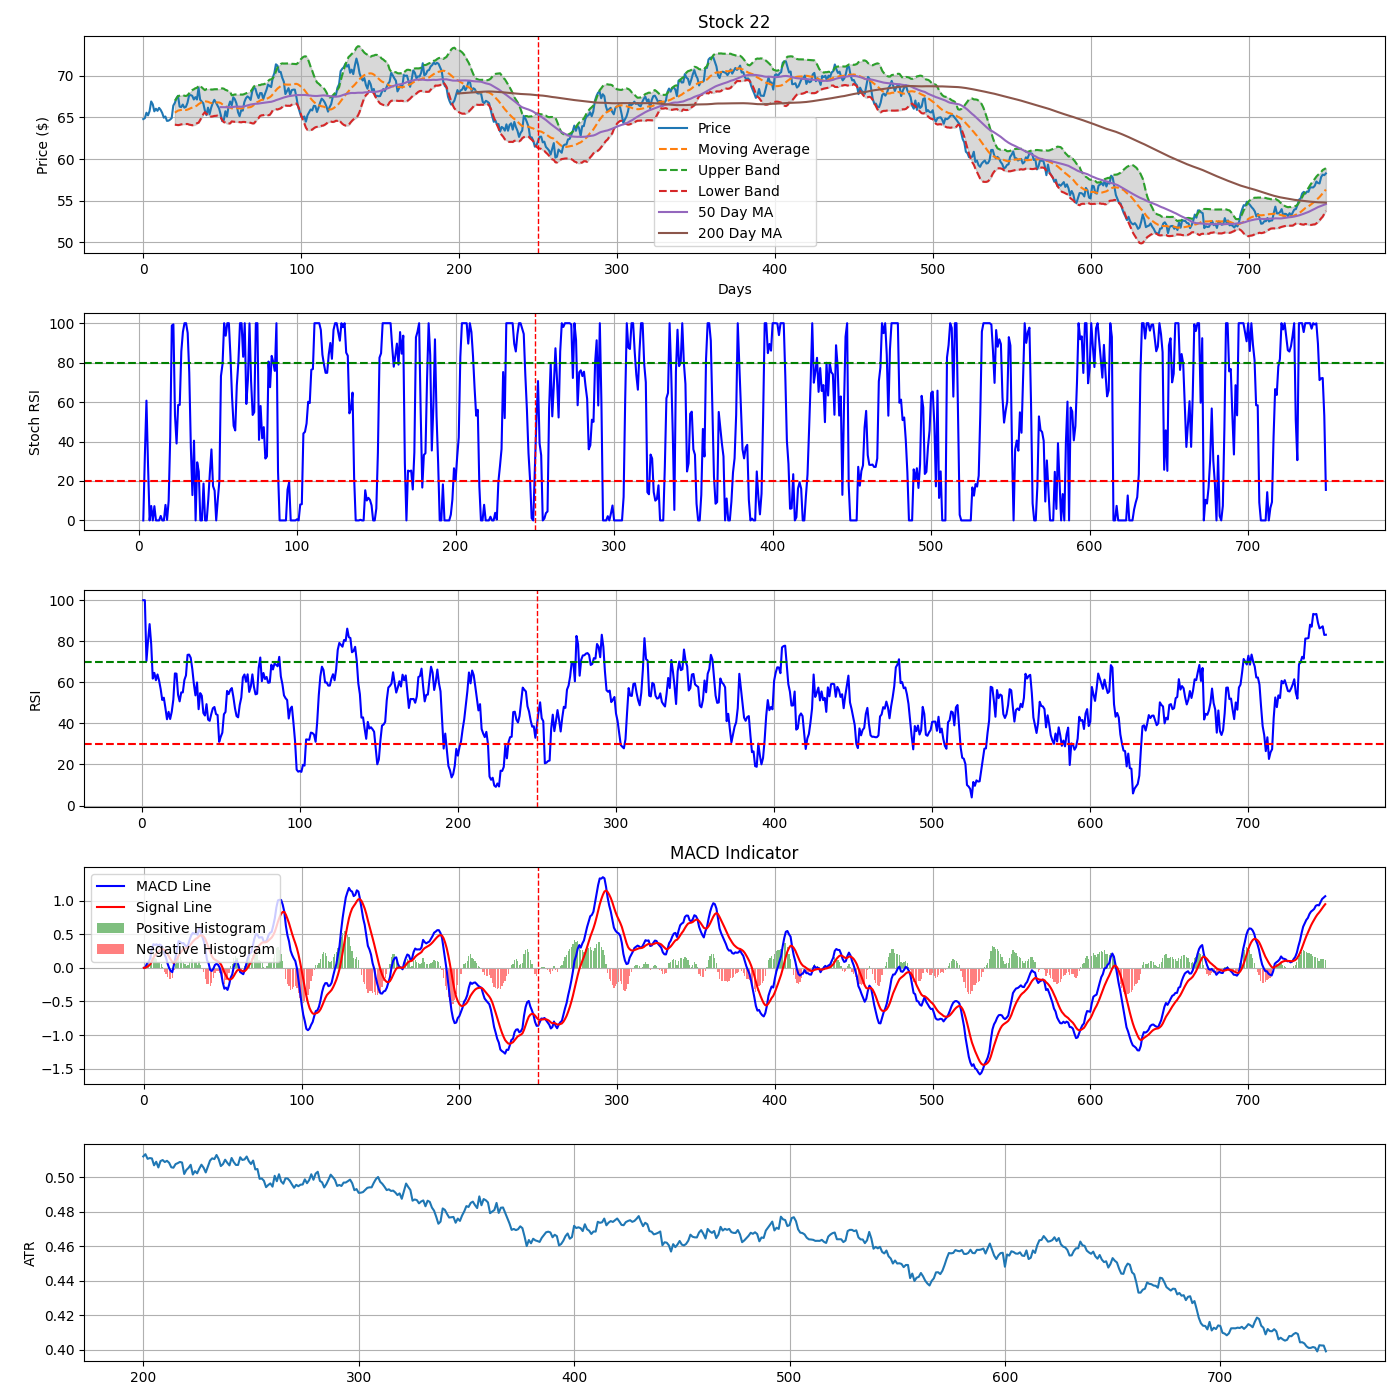 Stock 22
Price ($)
70
65
60
55
50
Price
Moving Average
Upper Band
Lower Band
50 Day MA
200 Day MA
0 100 200 300 400 500 600 700
Days
Stoch RSI
100
80
60
40
20
0
0 100 200 300 400 500 600 700
RSI
100
80
60
40
20
0
0 100 200 300 400 500 600 700
MACD Indicator
1.0
0.5
0.0
−0.5
−1.0
−1.5
MACD Line
Signal Line
Positive Histogram
Negative Histogram
0 100 200 300 400 500 600 700
ATR
0.50
0.48
0.46
0.44
0.42
0.40
200 300 400 500 600 700